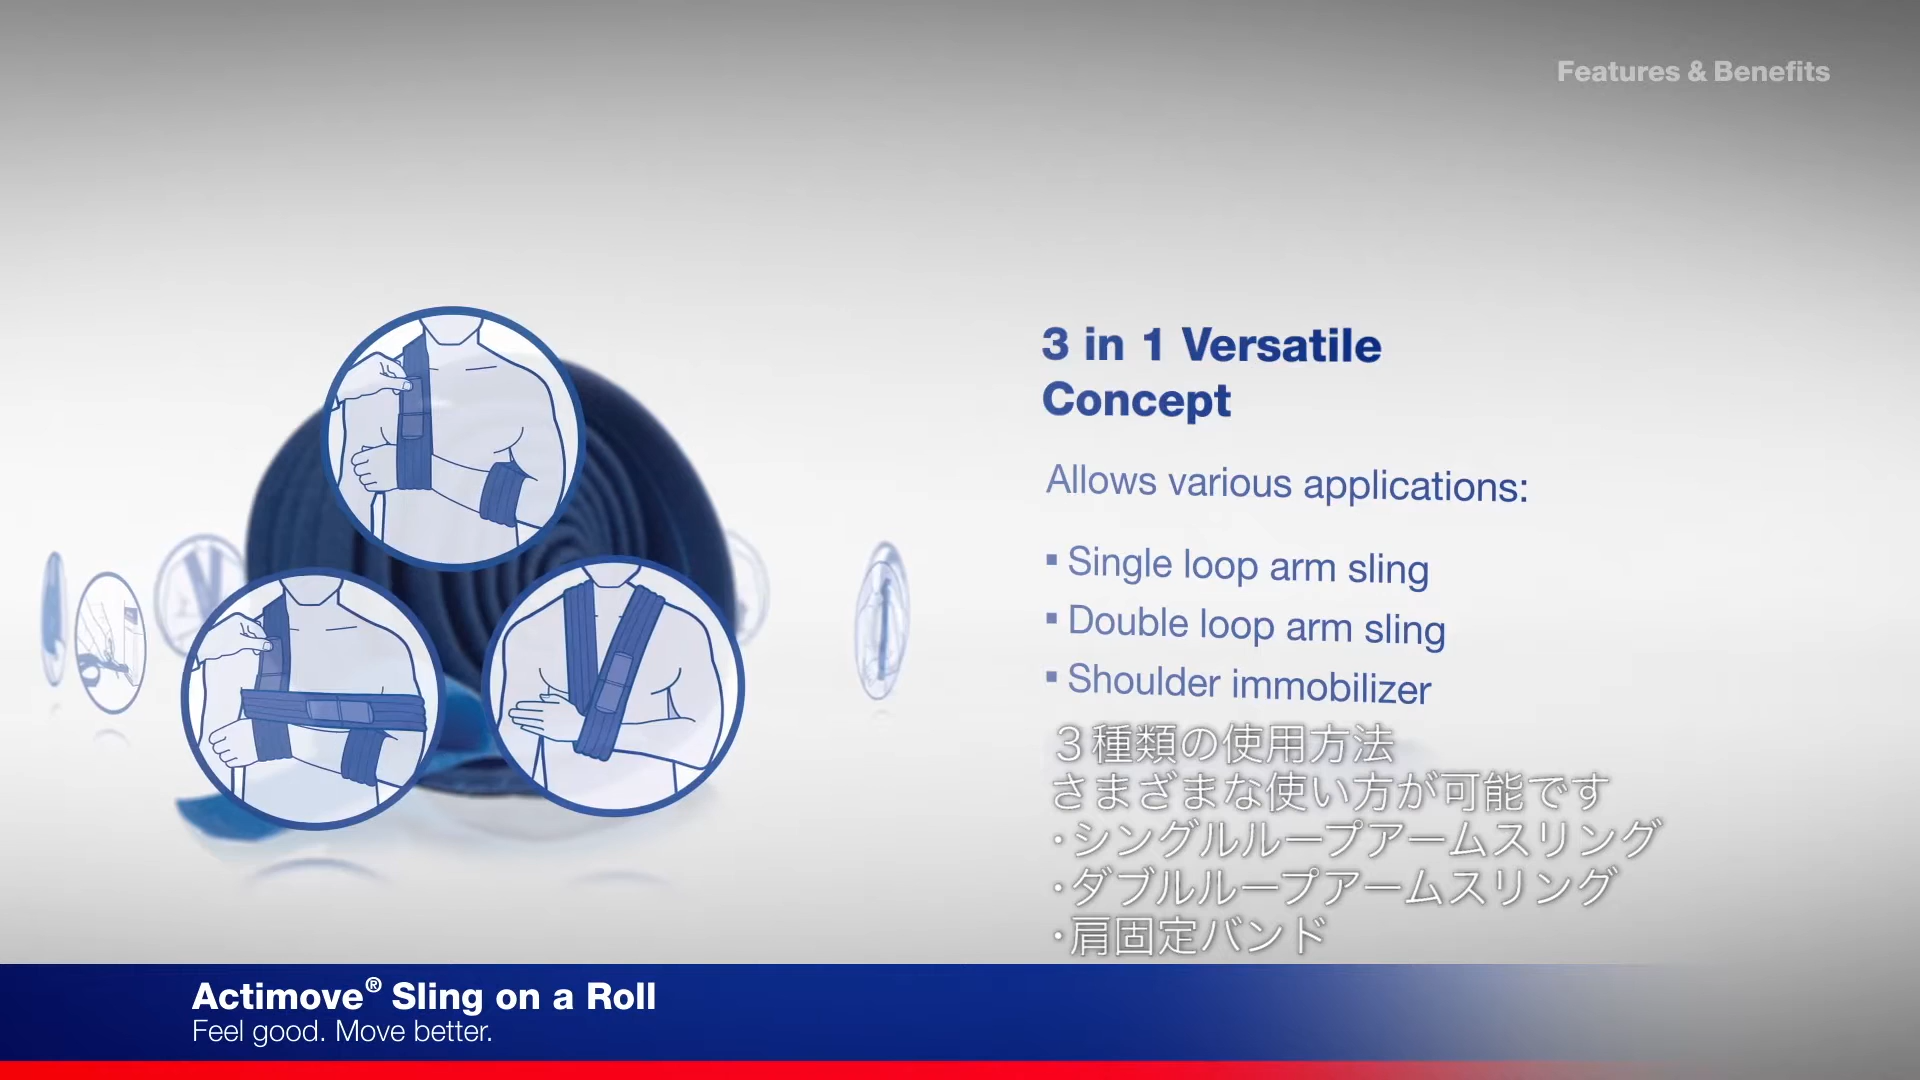 Features & Benefits
3 in 1 Versatile
Concept
Allows various applications:
▪ Single loop arm sling
▪ Double loop arm sling
▪ Shoulder immobilizer
３種類の使用方法
さまざまな使い方が可能です
･シングルループアームスリング
･ダブルループアームスリング
･肩固定バンド
Actimove® Sling on a Roll
Feel good. Move better.